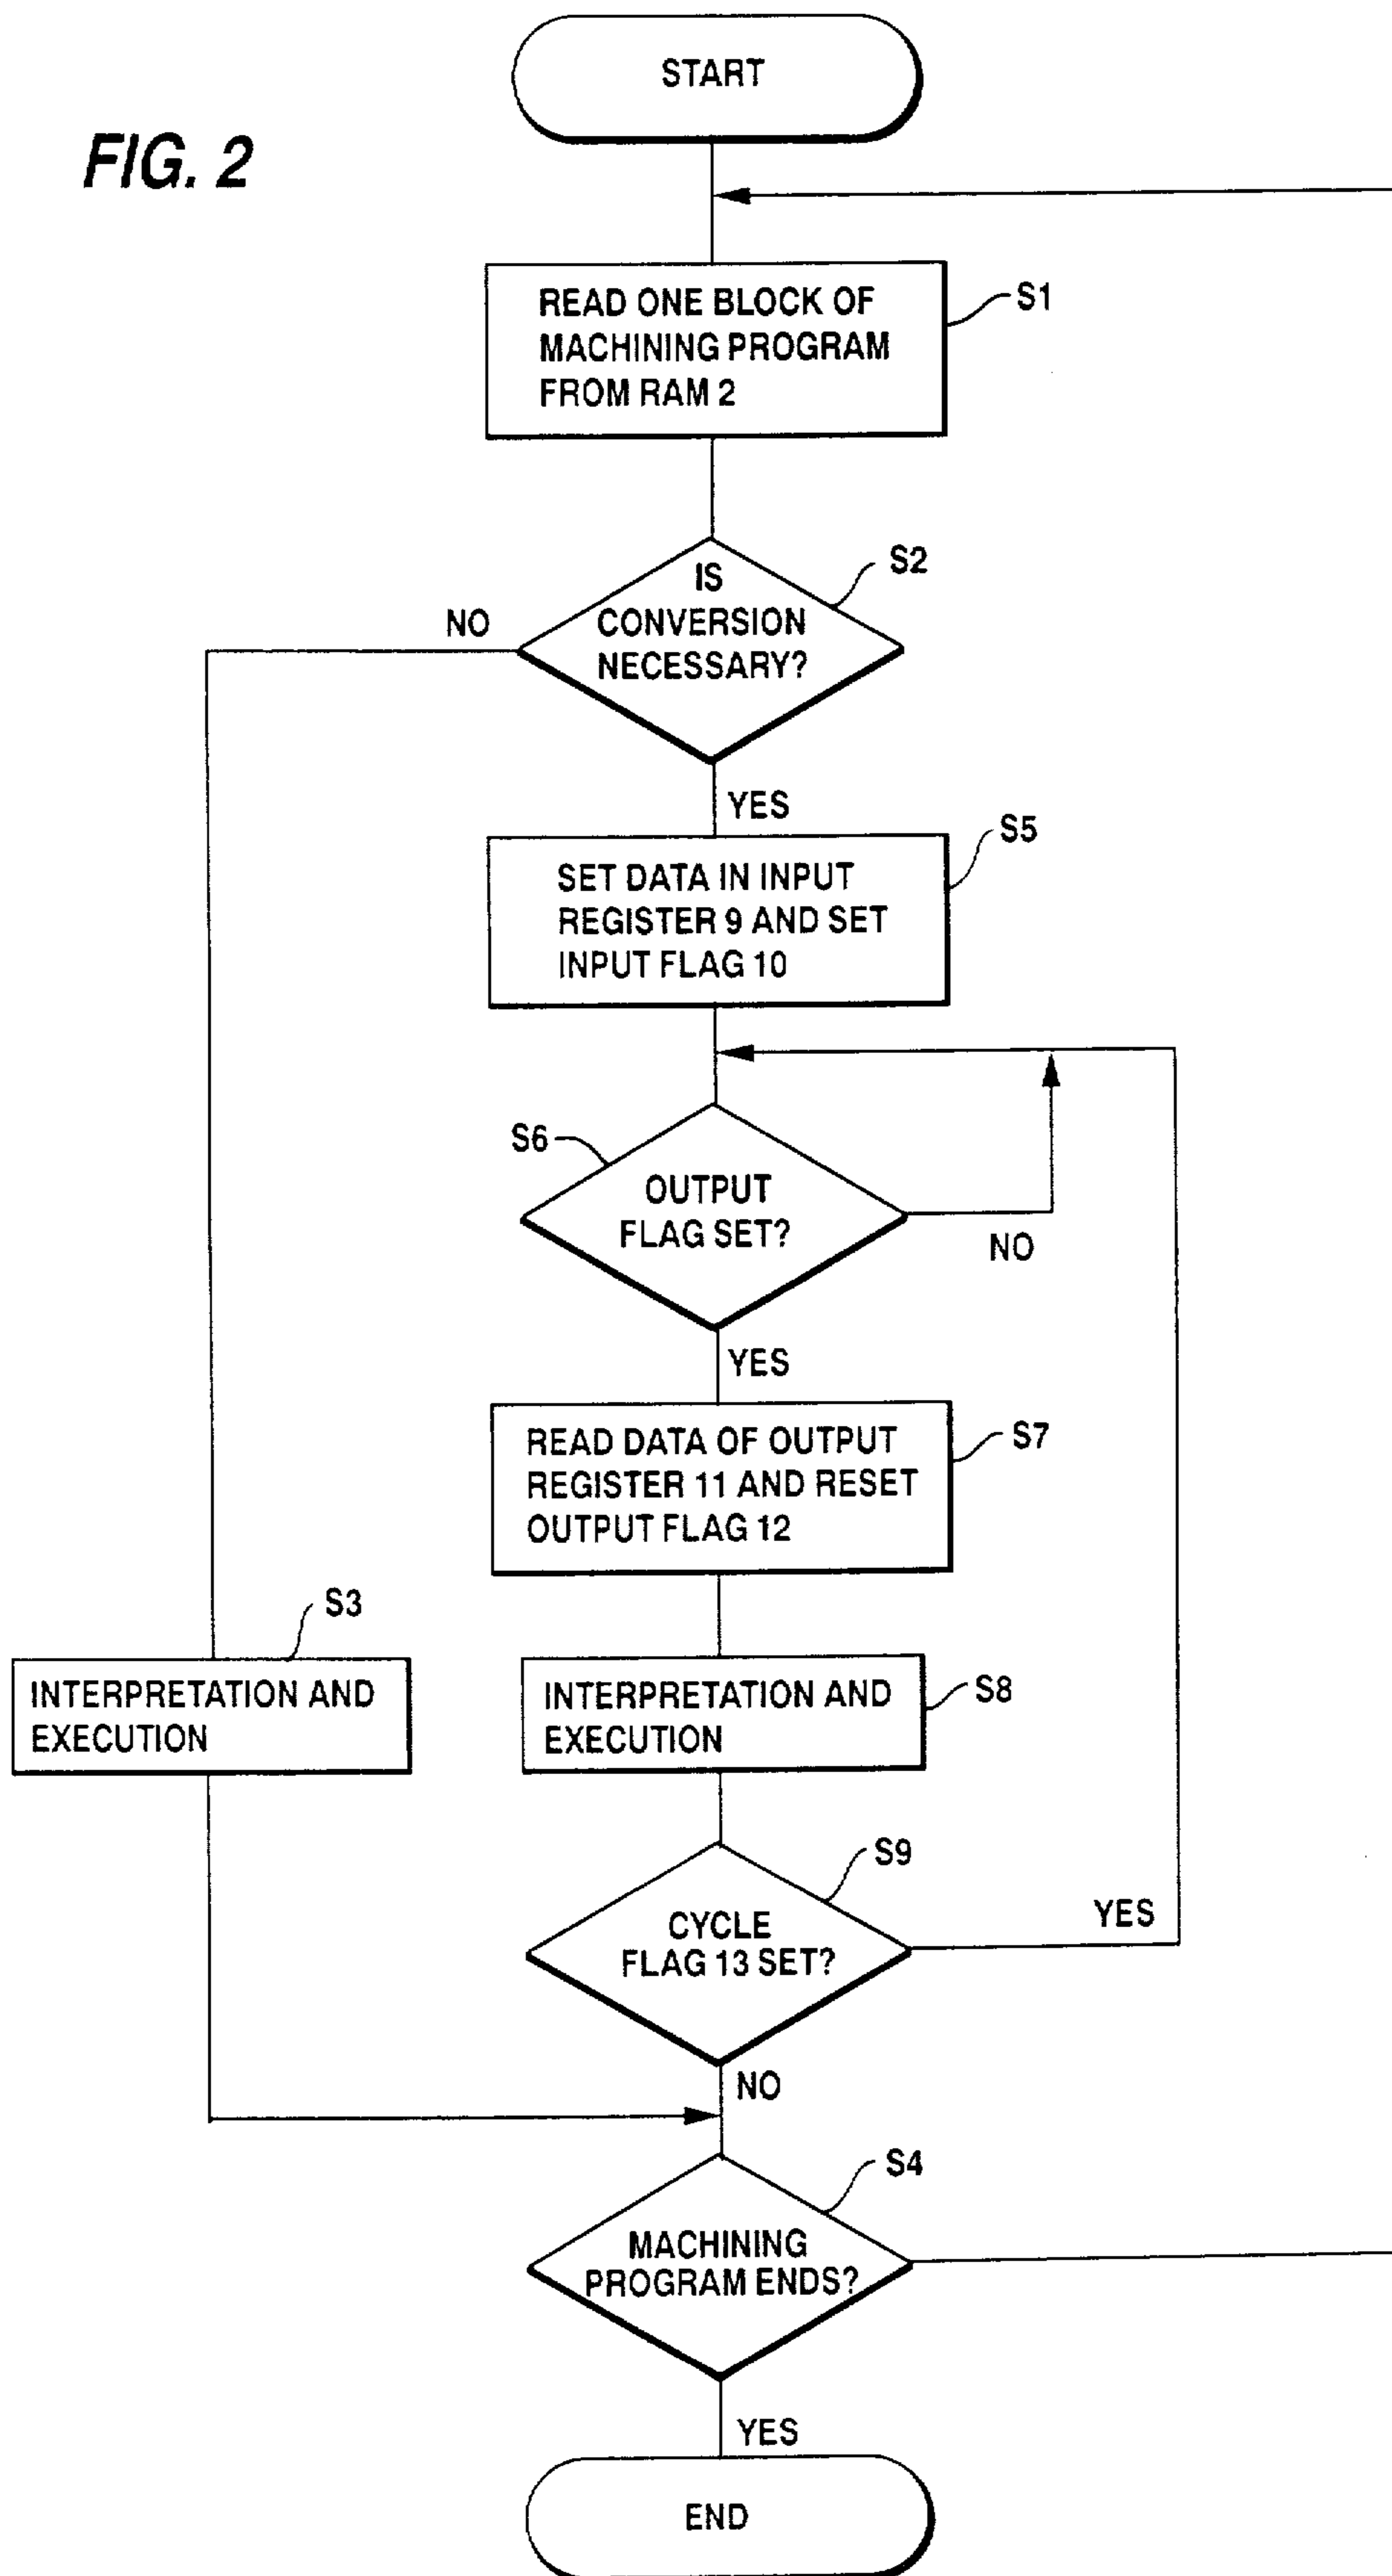 START
FIG. 2
READ ONE BLOCK OF
MACHINING PROGRAM
FROM RAM 2
S1
IS
CONVERSION
NECESSARY?
S2
NO
YES
SET DATA IN INPUT
REGISTER 9 AND SET
INPUT FLAG 10
S5
S6
OUTPUT
FLAG SET?
NO
YES
READ DATA OF OUTPUT
REGISTER 11 AND RESET
OUTPUT FLAG 12
S7
S3
INTERPRETATION AND
EXECUTION
INTERPRETATION AND
EXECUTION
S8
S9
CYCLE
FLAG 13 SET?
YES
NO
S4
MACHINING
PROGRAM ENDS?
YES
END